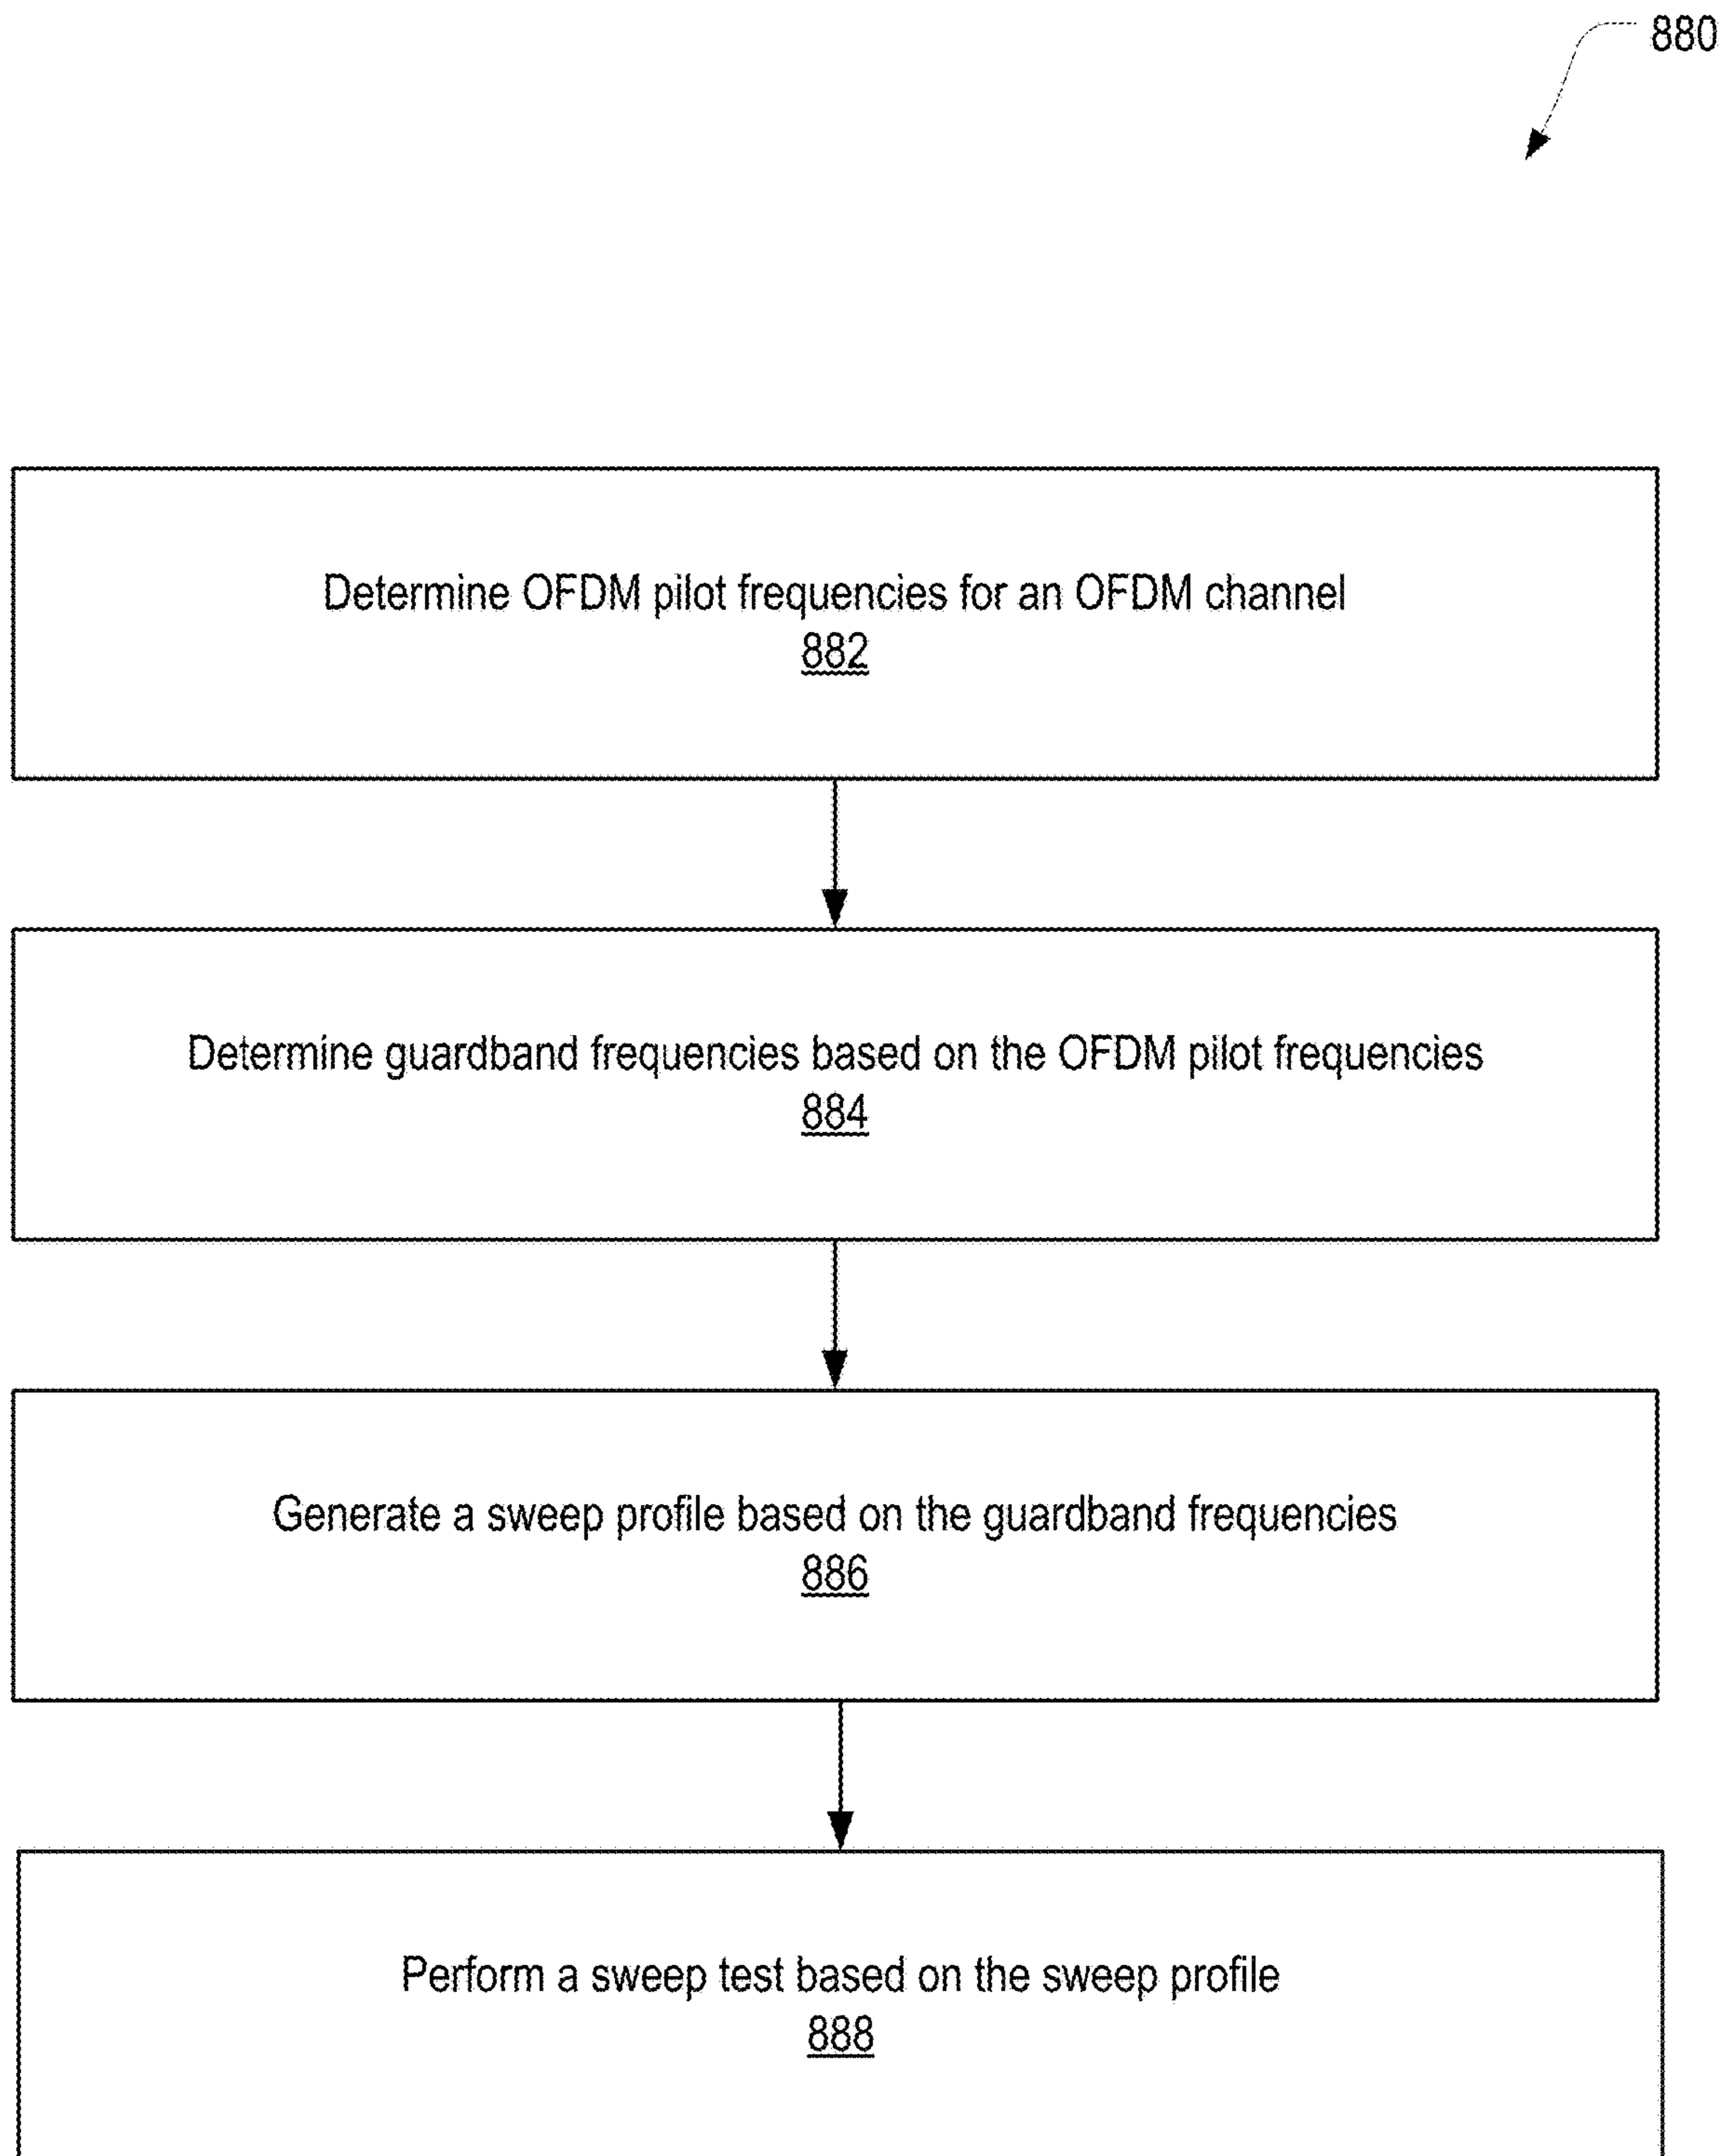 880
Determine OFDM pilot frequencies for an OFDM channel
882
Determine guardband frequencies based on the OFDM pilot frequencies
884
Generate a sweep profile based on the guardband frequencies
886
Perform a sweep test based on the sweep profile
888